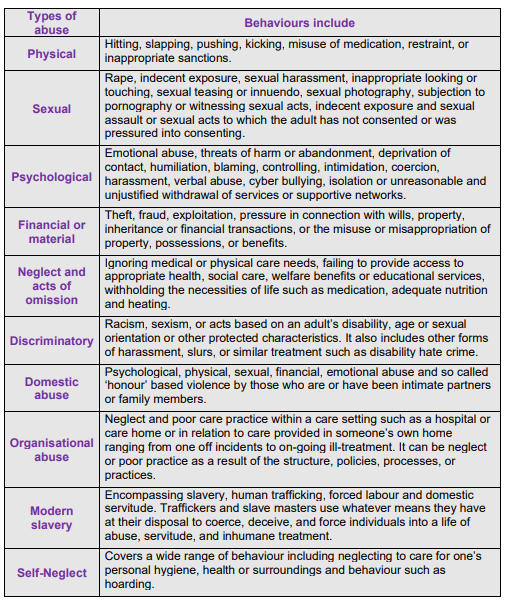 Types of
abuse
Behaviours include
Physical
Hitting, slapping, pushing, kicking, misuse of medication, restraint, or
inappropriate sanctions.
Sexual
Rape, indecent exposure, sexual harassment, inappropriate looking or
touching, sexual teasing or innuendo, sexual photography, subjection to
pornography or witnessing sexual acts, indecent exposure and sexual
assault or sexual acts to which the adult has not consented or was
pressured into consenting.
Psychological
Emotional abuse, threats of harm or abandonment, deprivation of
contact, humiliation, blaming, controlling, intimidation, coercion,
harassment, verbal abuse, cyber bullying, isolation or unreasonable and
unjustified withdrawal of services or supportive networks.
Financial or
material
Theft, fraud, exploitation, pressure in connection with wills, property,
inheritance or financial transactions, or the misuse or misappropriation of
property, possessions, or benefits.
Neglect and
acts of
omission
Ignoring medical or physical care needs, failing to provide access to
appropriate health, social care, welfare benefits or educational services,
withholding the necessities of life such as medication, adequate nutrition
and heating.
Discriminatory
Racism, sexism, or acts based on an adult's disability, age or sexual
orientation or other protected characteristics. It also includes other forms
of harassment, slurs, or similar treatment such as disability hate crime.
Domestic
abuse
Psychological, physical, sexual, financial, emotional abuse and so called
‘honour’ based violence by those who are or have been intimate partners
or family members.
Organisational
abuse
Neglect and poor care practice within a care setting such as a hospital or
care home or in relation to care provided in someone's own home
ranging from one off incidents to on-going ill-treatment. It can be neglect
or poor practice as a result of the structure, policies, processes, or
practices.
Modern
slavery
Encompassing slavery, human trafficking, forced labour and domestic
servitude. Traffickers and slave masters use whatever means they have
at their disposal to coerce, deceive, and force individuals into a life of
abuse, servitude, and inhumane treatment.
Self-Neglect
Covers a wide range of behaviour including neglecting to care for one's
personal hygiene, health or surroundings and behaviour such as
hoarding.